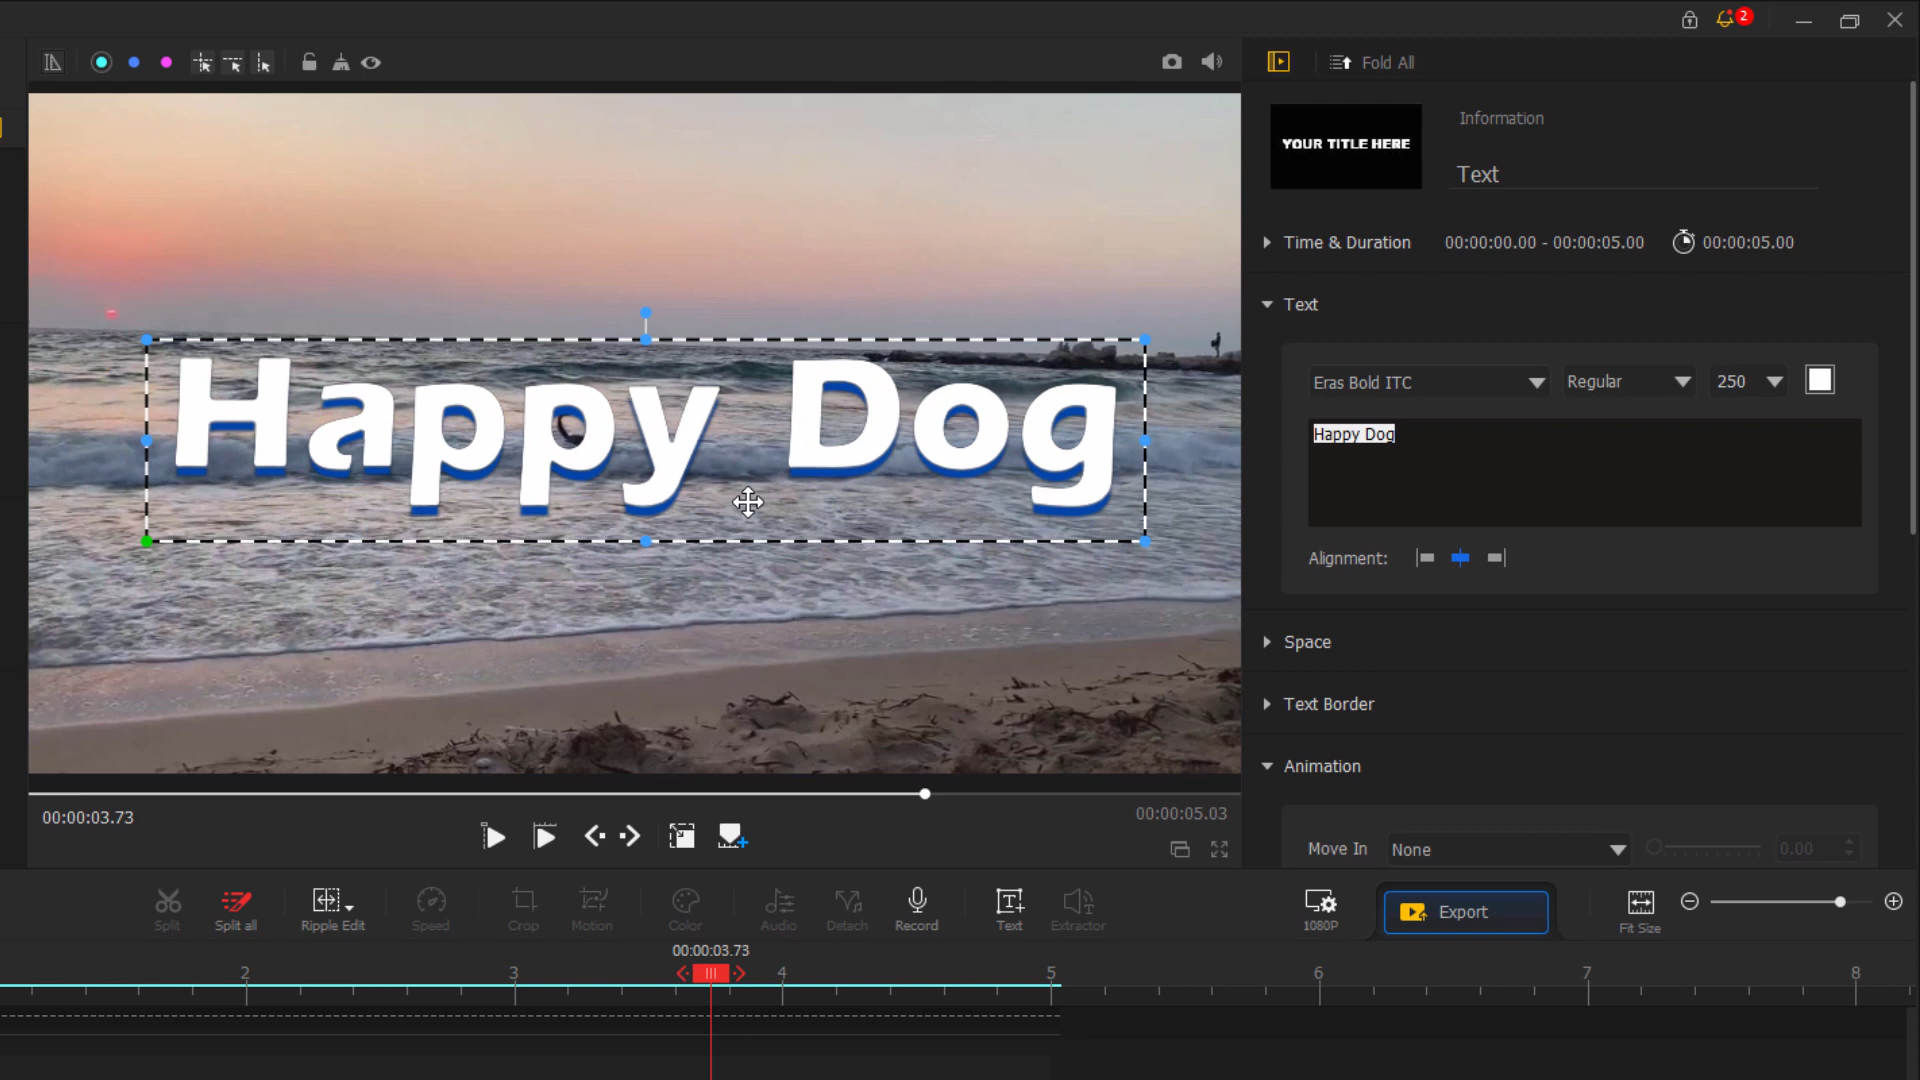 2
Fold All
YOUR TITLE HERE
Information
Text
Time & Duration 00:00:00.00 - 00:00:05.00 00:00:05.00
Text
Eras Bold ITC Regular 250
Happy Dog
Alignment:
Space
Text Border
Animation
Move In None 0.00
Happy Dog
00:00:03.73
00:00:05.03
Split
Split all
Ripple Edit
Speed
Crop
Motion
Color
Audio
Detach
Record
Text
Extractor
1080P
Export
Fit Size
00:00:03.73
2 3 4 5 6 7 8